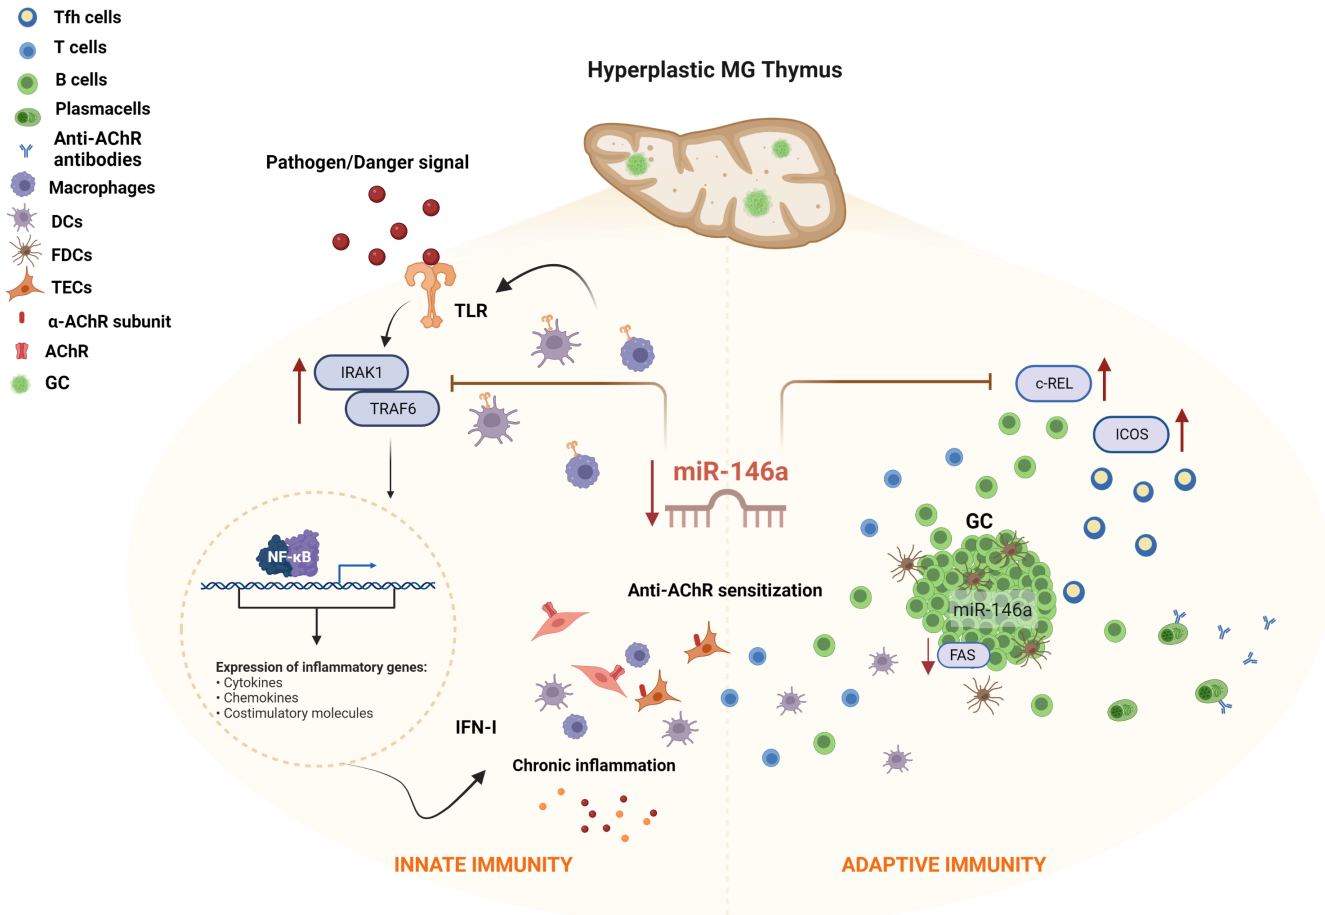 Tfh cells
T cells
B cells
Plasmacells
Anti-AChR
antibodies
Macrophages
DCs
FDCs
TECs
α-AChR subunit
AChR
GC
Hyperplastic MG Thymus
Pathogen/Danger signal
TLR
IRAK1
TRAF6
c-REL
ICOS
miR-146a
GC
NF-κB
Anti-AChR sensitization
miR-146a
FAS
Expression of inflammatory genes:
• Cytokines
• Chemokines
• Costimulatory molecules
IFN-I
Chronic inflammation
INNATE IMMUNITY
ADAPTIVE IMMUNITY